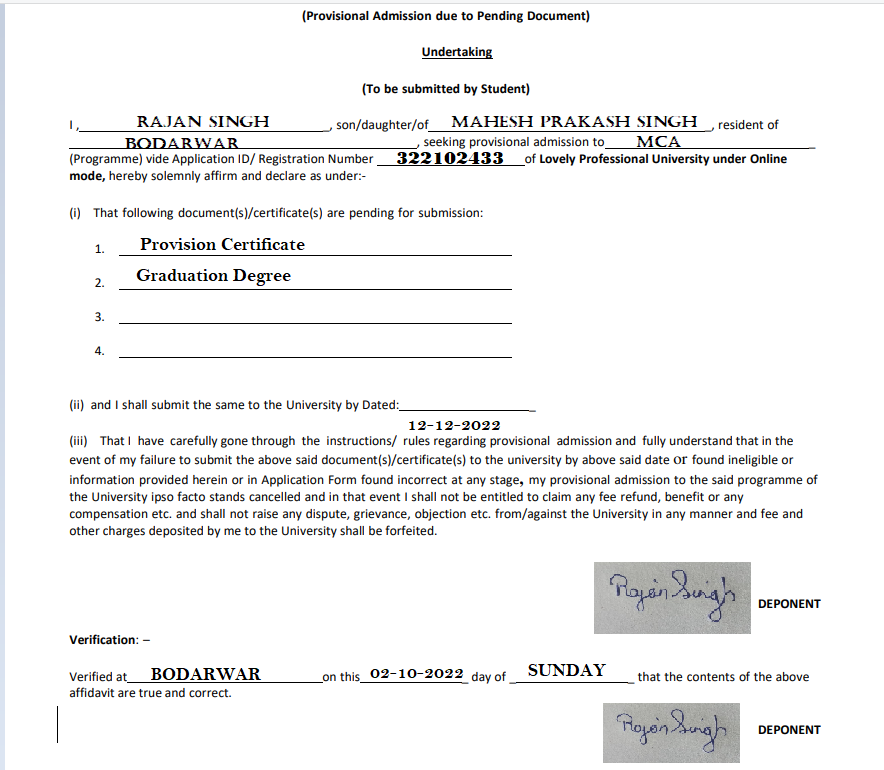 (Provisional Admission due to Pending Document)
Undertaking
(To be submitted by Student)
I, RAJAN SINGH, son/daughter/of MAHESH PRAKASH SINGH, resident of
BODARWAR, seeking provisional admission to MCA
(Programme) vide Application ID/ Registration Number 322102433 of Lovely Professional University under Online
mode, hereby solemnly affirm and declare as under:-
(i) That following document(s)/certificate(s) are pending for submission:
1. Provision Certificate
2. Graduation Degree
3.
4.
(ii) and I shall submit the same to the University by Dated:
12-12-2022
(iii) That I have carefully gone through the instructions/ rules regarding provisional admission and fully understand that in the
event of my failure to submit the above said document(s)/certificate(s) to the university by above said date or found ineligible or
information provided herein or in Application Form found incorrect at any stage, my provisional admission to the said programme of
the University ipso facto stands cancelled and in that event I shall not be entitled to claim any fee refund, benefit or any
compensation etc. and shall not raise any dispute, grievance, objection etc. from/against the University in any manner and fee and
other charges deposited by me to the University shall be forfeited.
Rajan Singh DEPONENT
Verification: –
Verified at BODARWAR on this 02-10-2022 day of SUNDAY that the contents of the above
affidavit are true and correct.
Rajan Singh DEPONENT